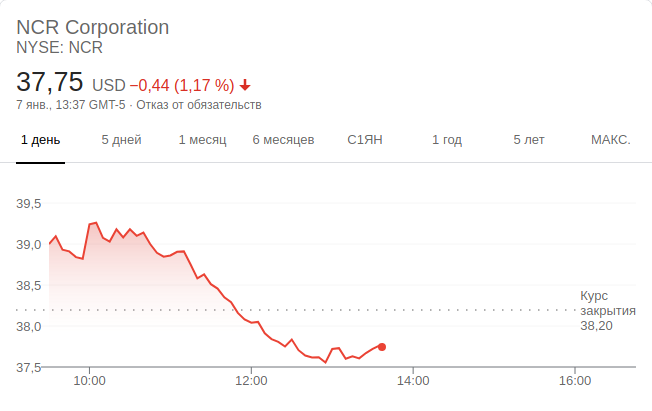 NCR Corporation
NYSE: NCR
37,75 USD −0,44 (1,17 %)
7 янв., 13:37 GMT-5 · Отказ от обязательств
1 день 5 дней 1 месяц 6 месяцев С1ЯН 1 год 5 лет МАКС.
39,5
39,0
38,5
Курс
закрытия
38,20
38,0
37,5
10:00 12:00 14:00 16:00